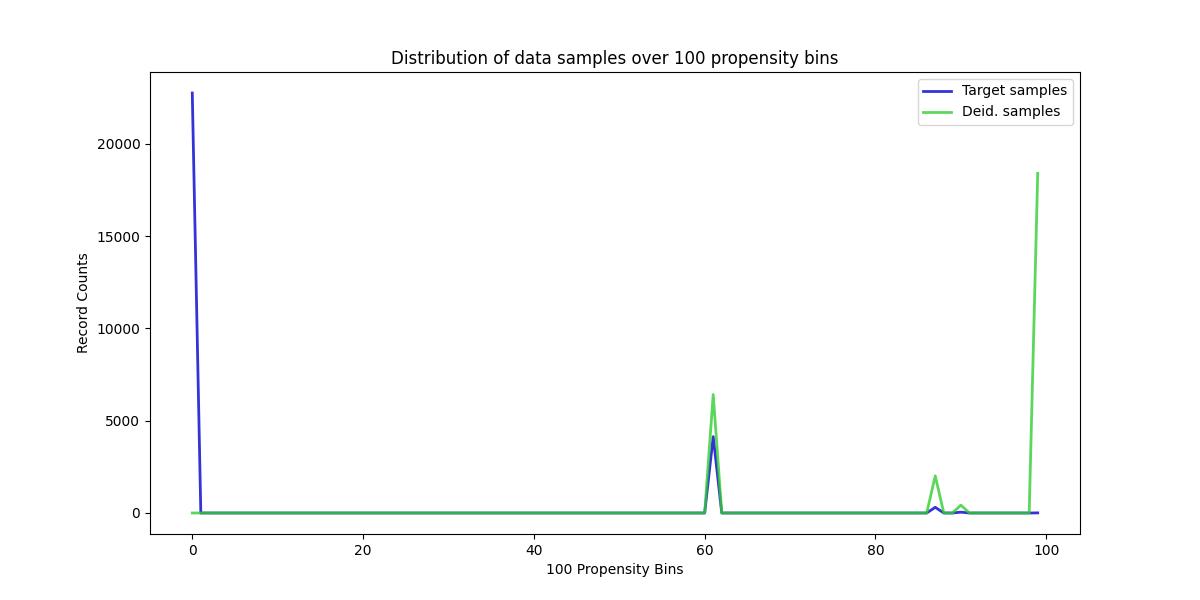 Distribution of data samples over 100 propensity bins
Target samples
Deid. samples
20000
15000
10000
5000
0
Record Counts
0 20 40 60 80 100
100 Propensity Bins